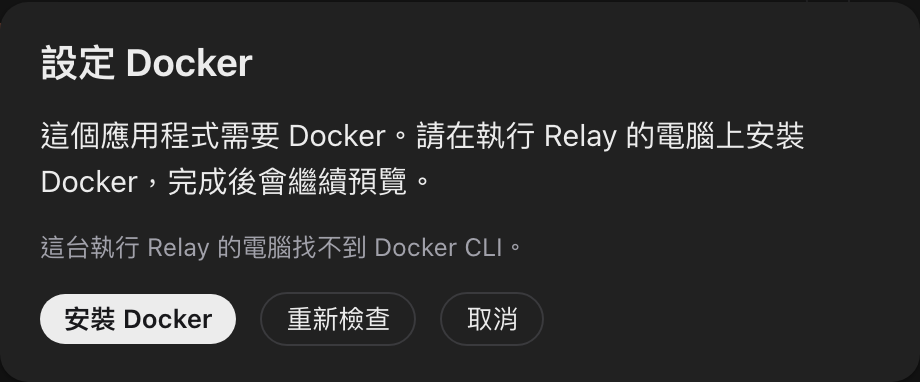 設定 Docker
這個應用程式需要 Docker。請在執行 Relay 的電腦上安裝
Docker，完成後會繼續預覽。
這台執行 Relay 的電腦找不到 Docker CLI。
安裝 Docker
重新檢查
取消